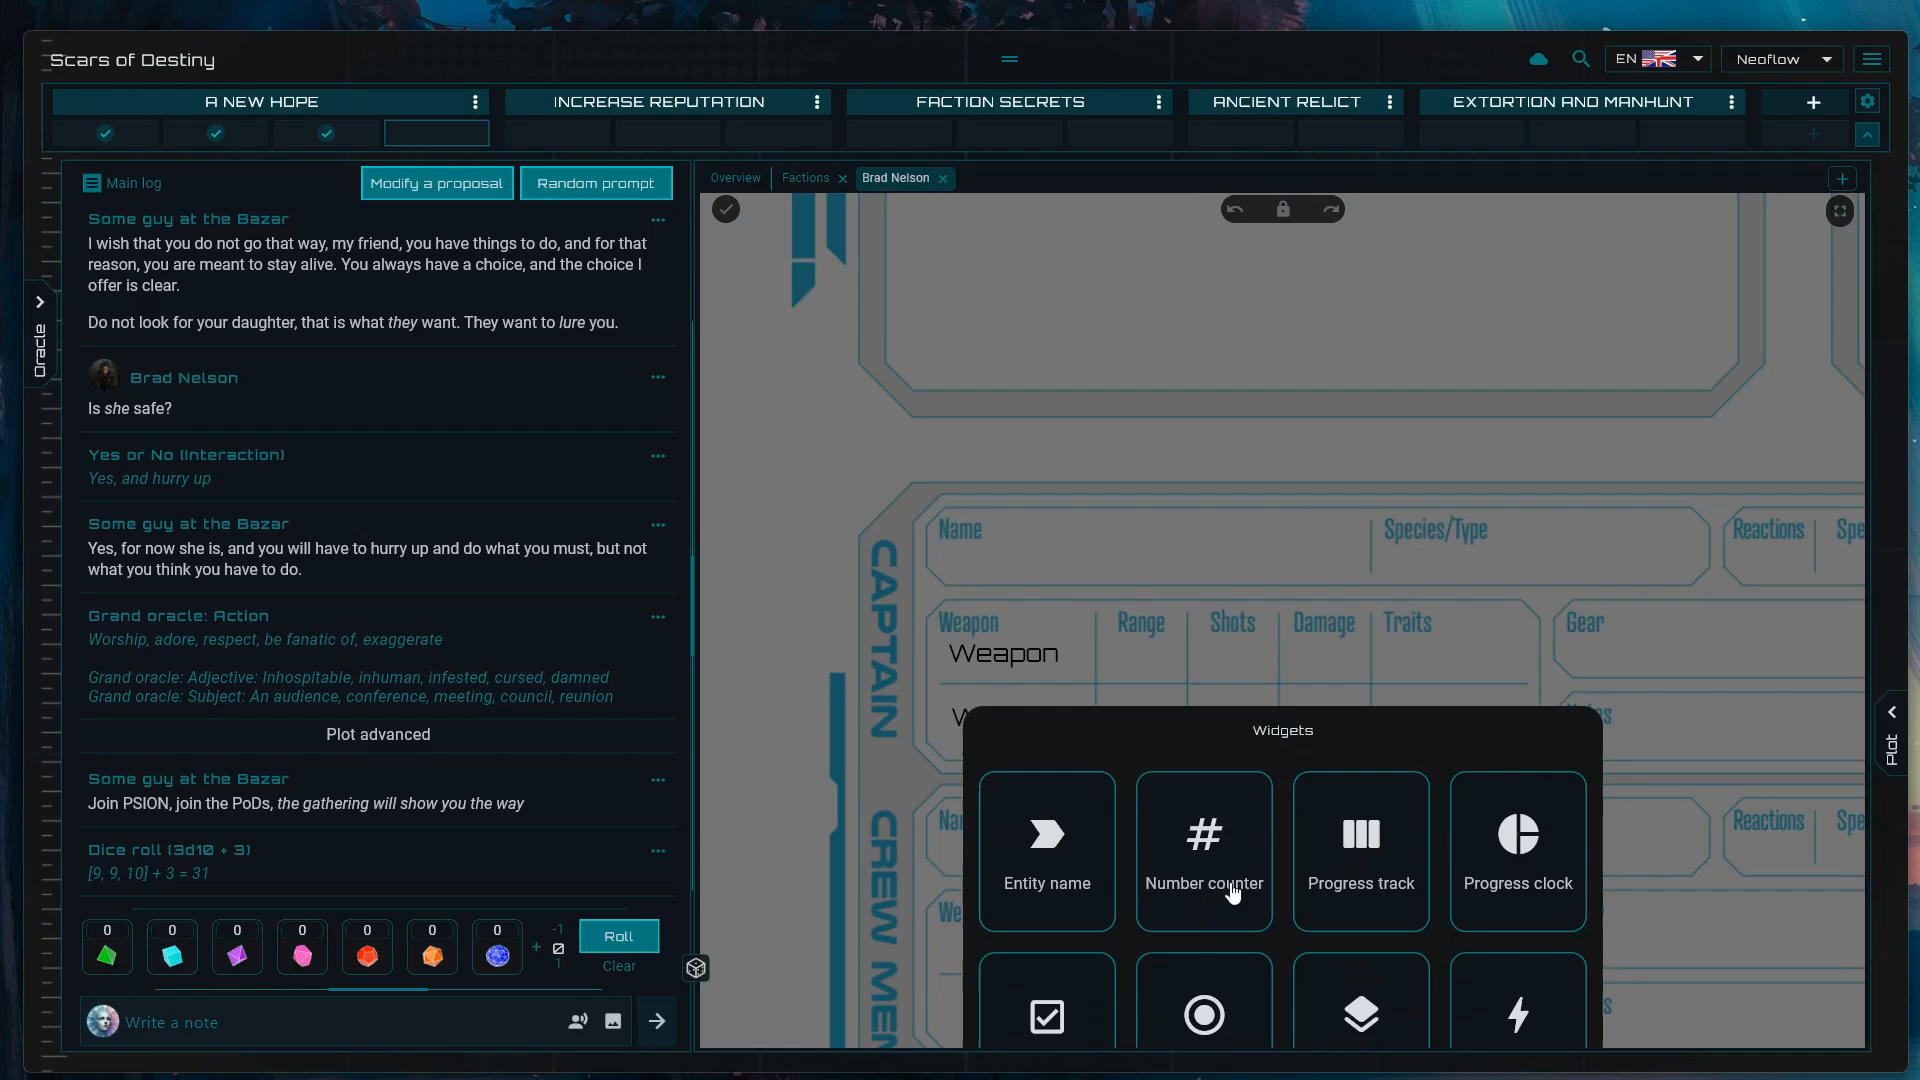 Scars of Destiny
EN
Neoflow
A NEW HOPE
INCREASE REPUTATION
FACTION SECRETS
ANCIENT RELICT
EXTORTION AND MANHUNT
Main log
Modify a proposal
Random prompt
Some guy at the Bazar
I wish that you do not go that way, my friend, you have things to do, and for that
reason, you are meant to stay alive. You always have a choice, and the choice I
offer is clear.
Do not look for your daughter, that is what they want. They want to lure you.
Brad Nelson
Is she safe?
Yes or No (Interaction)
Yes, and hurry up
Some guy at the Bazar
Yes, for now she is, and you will have to hurry up and do what you must, but not
what you think you have to do.
Grand oracle: Action
Worship, adore, respect, be fanatic of, exaggerate
Grand oracle: Adjective: Inhospitable, inhuman, infested, cursed, damned
Grand oracle: Subject: An audience, conference, meeting, council, reunion
Plot advanced
Some guy at the Bazar
Join PSION, join the PoDs, the gathering will show you the way
Dice roll (3d10 + 3)
[9, 9, 10] + 3 = 31
0
0
0
0
0
0
0
+
-1
1
Roll
Clear
Write a note
Oracle
Overview
Factions
Brad Nelson
Name
Species/Type
Reactions
Spe
CAPTAIN
Weapon
Range
Shots
Damage
Traits
Gear
Weapon
Widgets
Entity name
Number counter
Progress track
Progress clock
CREW MEM
Reactions
Spe
Plot